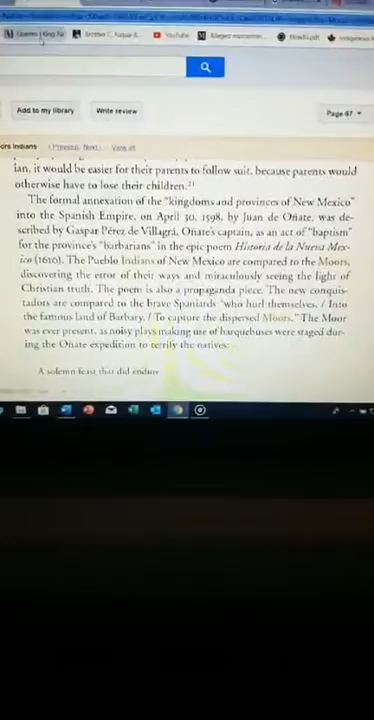 YouTube
Add to my library Write review Page 67
ors Indians Previous Next View all
ian, it would be easier for their parents to follow suit, because parents would
otherwise have to lose their children.21
The formal annexation of the "kingdoms and provinces of New Mexico"
into the Spanish Empire, on April 30, 1598, by Juan de Oñate, was de-
scribed by Gaspar Pérez de Villagrá, Oñate's captain, as an act of "baptism"
for the province's "barbarians" in the epic poem Historia de la Nueva Mex-
ico (1610). The Pueblo Indians of New Mexico are compared to the Moors,
discovering the error of their ways and miraculously seeing the light of
Christian truth. The poem is also a propaganda piece. The new conquis-
tadors are compared to the brave Spaniards "who hurl themselves, / Into
the famous land of Barbary, / To capture the dispersed Moors." The Moor
was ever present, as noisy plays making use of harquebuses were staged dur-
ing the Oñate expedition to terrify the natives:
A solemn feast that did endure